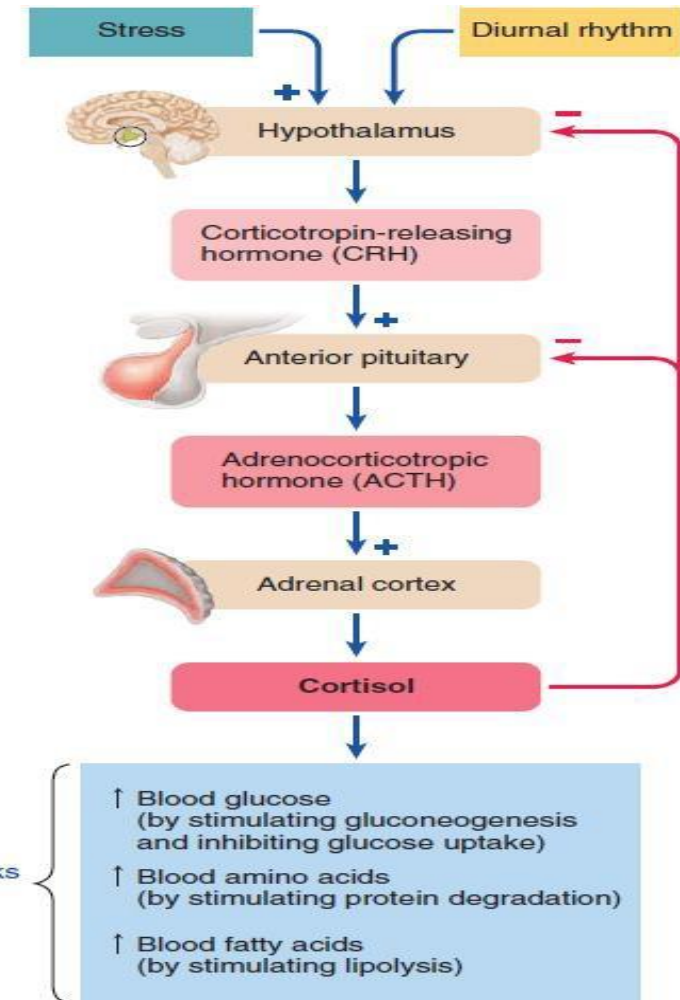 Stress
Diurnal rhythm
+
Hypothalamus
−
Corticotropin-releasing
hormone (CRH)
+
Anterior pituitary
−
Adrenocorticotropic
hormone (ACTH)
+
Adrenal cortex
Cortisol
↑ Blood glucose
(by stimulating gluconeogenesis
and inhibiting glucose uptake)
↑ Blood amino acids
(by stimulating protein degradation)
↑ Blood fatty acids
(by stimulating lipolysis)